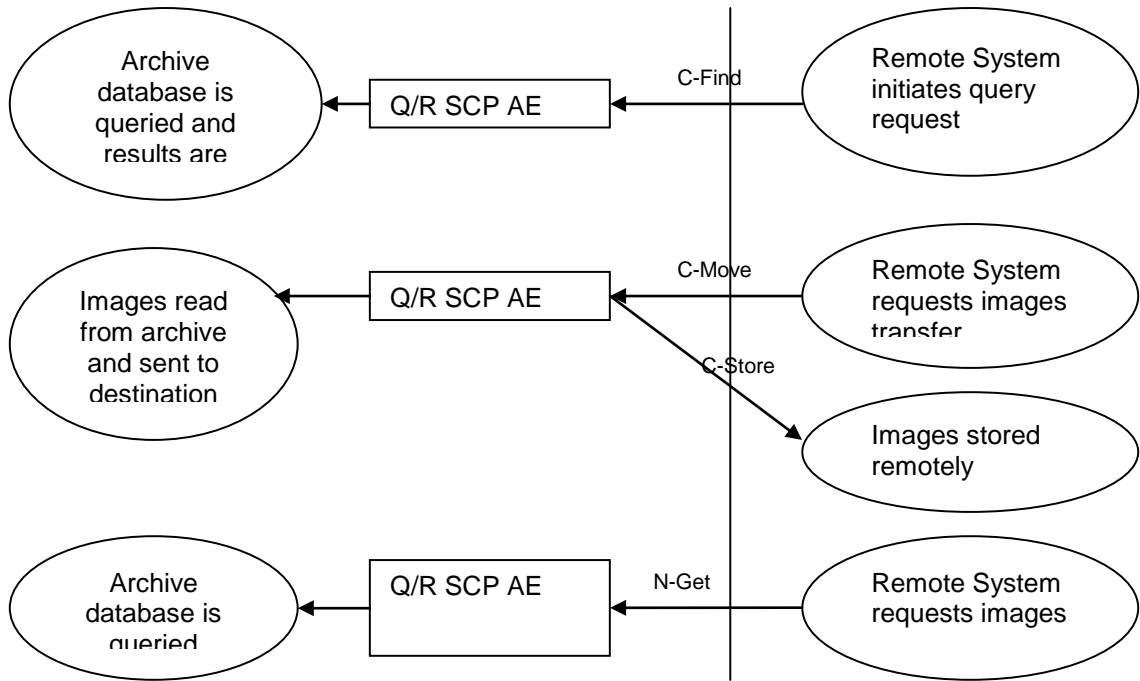 Archive
database is
queried and
results are
Q/R SCP AE
C-Find
Remote System
initiates query
request
Images read
from archive
and sent to
destination
Q/R SCP AE
C-Move
Remote System
requests images
transfer
C-Store
Images stored
remotely
Archive
database is
queried
Q/R SCP AE
N-Get
Remote System
requests images